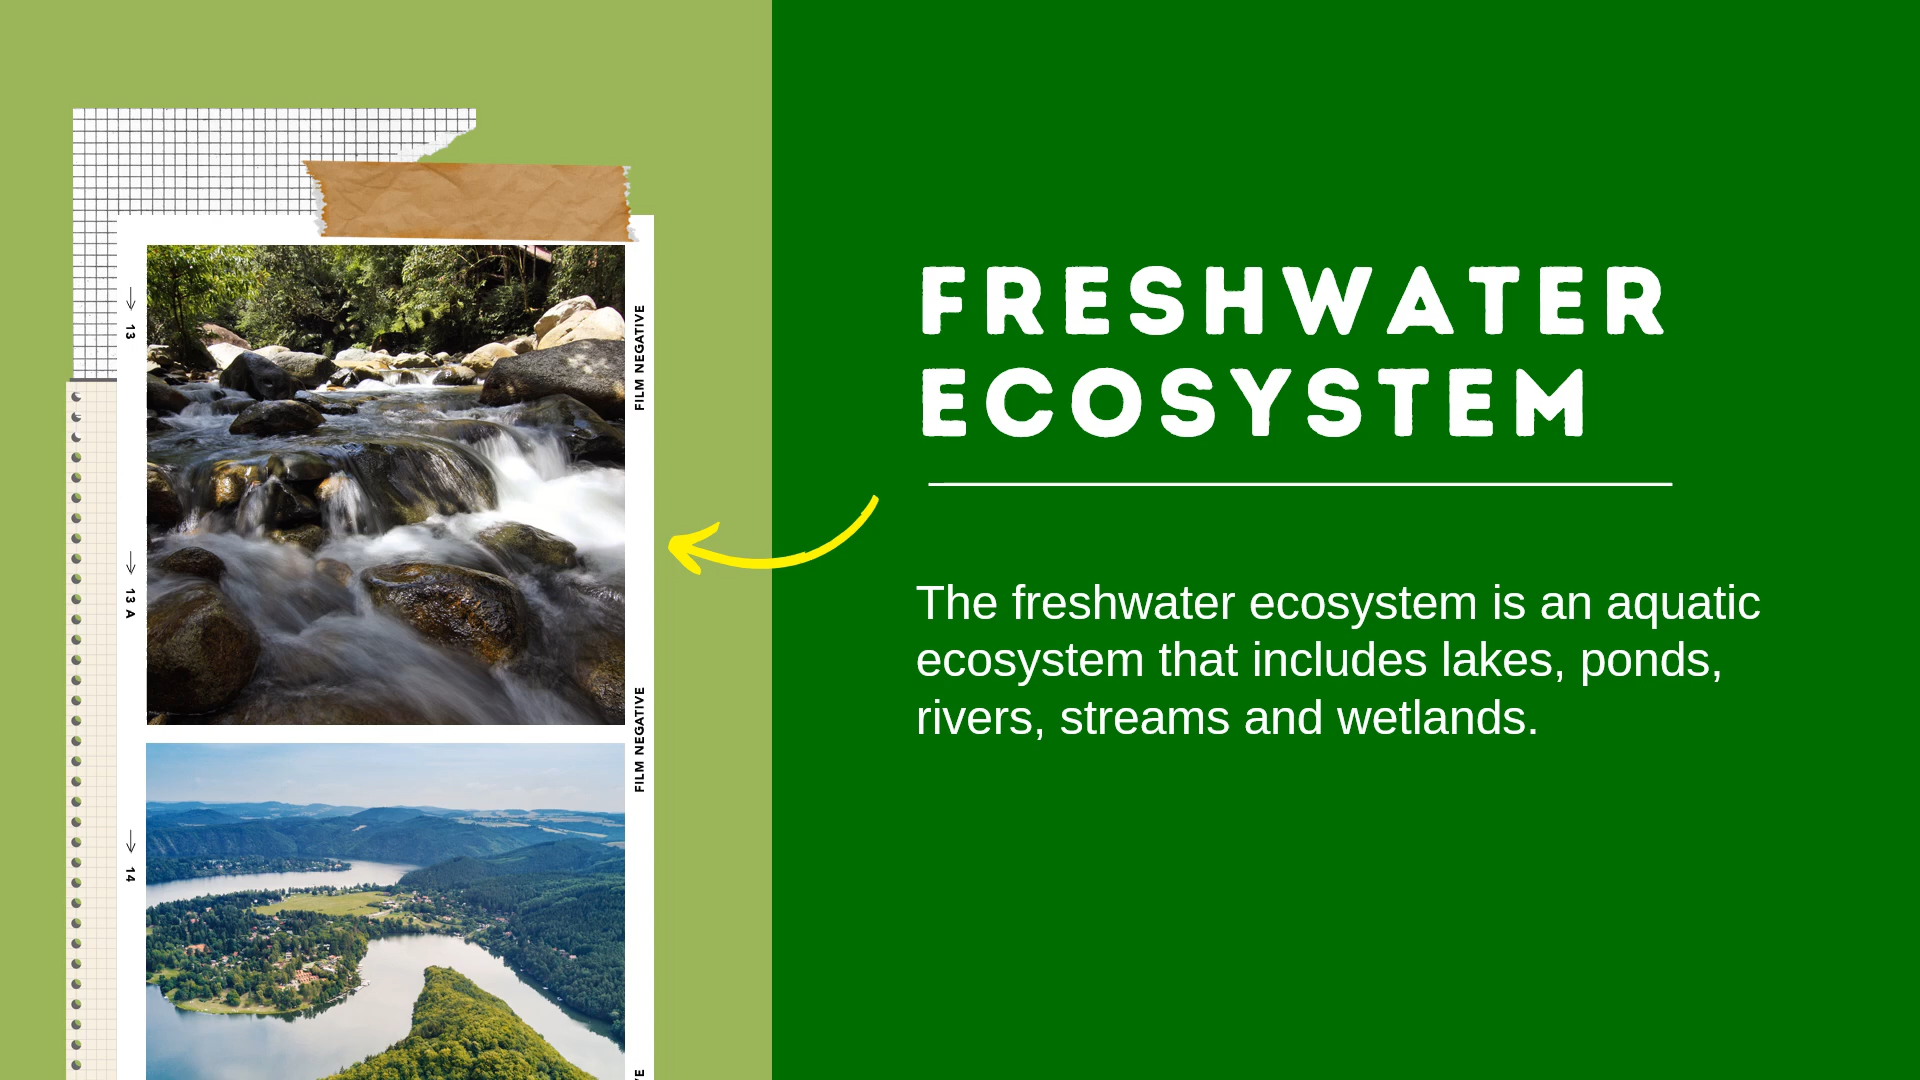 FRESHWATER
ECOSYSTEM
The freshwater ecosystem is an aquatic
ecosystem that includes lakes, ponds,
rivers, streams and wetlands.
13
FILM NEGATIVE
13 A
FILM NEGATIVE
14